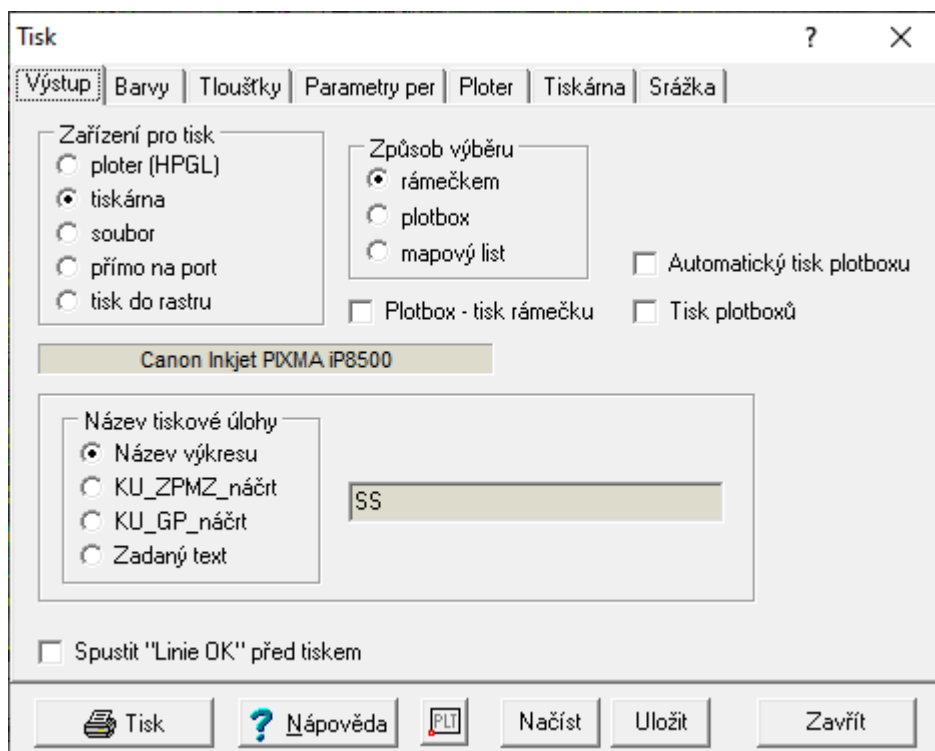 Tisk
Výstup Barvy Tloušťky Parametry per Ploter Tiskárna Srážka
Zařízení pro tisk
ploter (HPGL)
tiskárna
soubor
přímo na port
tisk do rastru
Způsob výběru
rámečkem
plotbox
mapový list
Automatický tisk plotboxu
Plotbox - tisk rámečku
Tisk plotboxů
Canon Inkjet PIXMA iP8500
Název tiskové úlohy
Název výkresu
KU_ZPMZ_náčrt
KU_GP_náčrt
Zadaný text
SS
Spustit "Linie OK" před tiskem
Tisk Nápověda PLT Načíst Uložit Zavřít